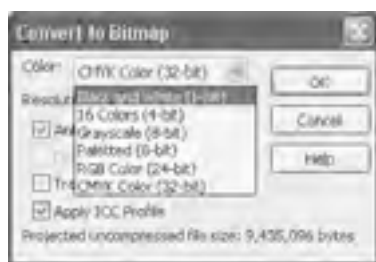 Convert to Bitmap
Color: CMYK Color (32-bit)
OK
Black and White (1-bit)
16 Colors (4-bit)
Cancel
Grayscale (8-bit)
Paletted (8-bit)
Help
RGB Color (24-bit)
CMYK Color (32-bit)
Apply ICC Profile
Projected uncompressed file size: 9,435,096 bytes